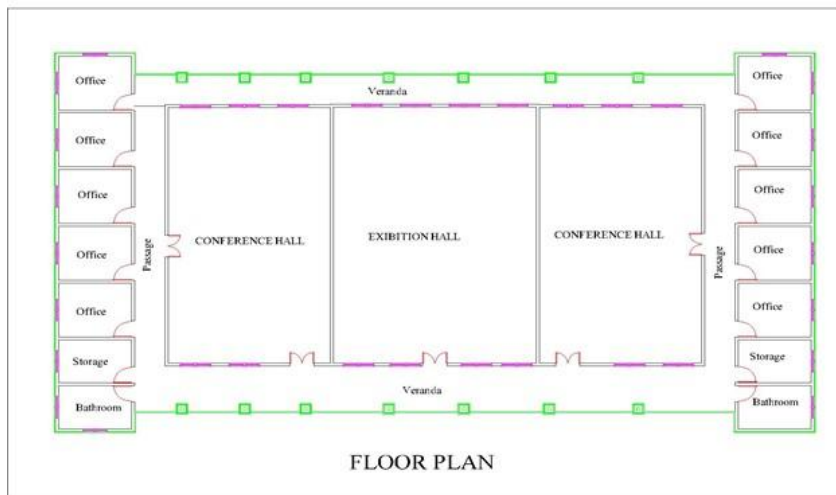 Office
Office
Veranda
Office
Office
Office
Office
CONFERENCE HALL
EXIBITION HALL
CONFERENCE HALL
Office
Passage
Passage
Office
Office
Office
Storage
Storage
Veranda
Bathroom
Bathroom
FLOOR PLAN